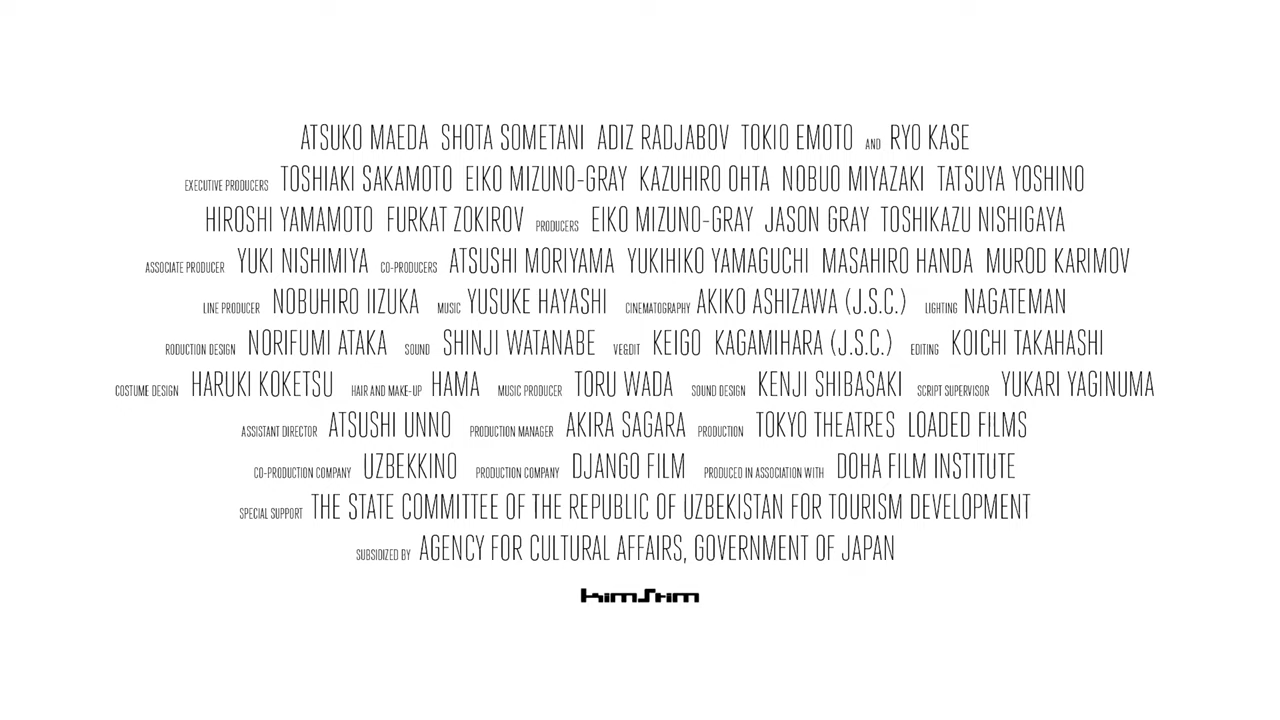 ATSUKO MAEDA SHOTA SOMETANI ADIZ RADJABOV TOKIO EMOTO AND RYO KASE
EXECUTIVE PRODUCERS TOSHIAKI SAKAMOTO EIKO MIZUNO-GRAY KAZUHIRO OHTA NOBUO MIYAZAKI TATSUYA YOSHINO
HIROSHI YAMAMOTO FURKAT ZOKIROV PRODUCERS EIKO MIZUNO-GRAY JASON GRAY TOSHIKAZU NISHIGAYA
ASSOCIATE PRODUCER YUKI NISHIMIYA CO-PRODUCERS ATSUSHI MORIYAMA YUKIHIKO YAMAGUCHI MASAHIRO HANDA MUROD KARIMOV
LINE PRODUCER NOBUHIRO IIZUKA MUSIC YUSUKE HAYASHI CINEMATOGRAPHY AKIKO ASHIZAWA (J.S.C.) LIGHTING NAGATEMAN
RODUCTION DESIGN NORIFUMI ATAKA SOUND SHINJI WATANABE VE&DIT KEIGO KAGAMIHARA (J.S.C.) EDITING KOICHI TAKAHASHI
COSTUME DESIGN HARUKI KOKETSU HAIR AND MAKE-UP HAMA MUSIC PRODUCER TORU WADA SOUND DESIGN KENJI SHIBASAKI SCRIPT SUPERVISOR YUKARI YAGINUMA
ASSISTANT DIRECTOR ATSUSHI UNNO PRODUCTION MANAGER AKIRA SAGARA PRODUCTION TOKYO THEATRES LOADED FILMS
CO-PRODUCTION COMPANY UZBEKKINO PRODUCTION COMPANY DJANGO FILM PRODUCED IN ASSOCIATION WITH DOHA FILM INSTITUTE
SPECIAL SUPPORT THE STATE COMMITTEE OF THE REPUBLIC OF UZBEKISTAN FOR TOURISM DEVELOPMENT
SUBSIDIZED BY AGENCY FOR CULTURAL AFFAIRS, GOVERNMENT OF JAPAN
kimstim